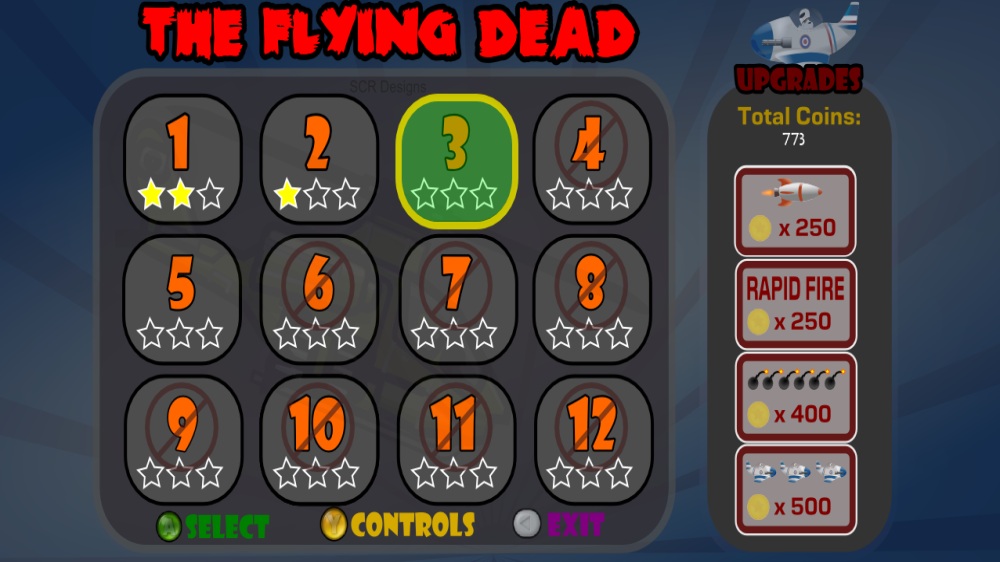 THE FLYING DEAD
SCR Designs
1 2 3 4
5 6 7 8
9 10 11 12
A SELECT Y CONTROLS EXIT
UPGRADES
Total Coins:
773
x 250
RAPID FIRE
x 250
x 400
x 500